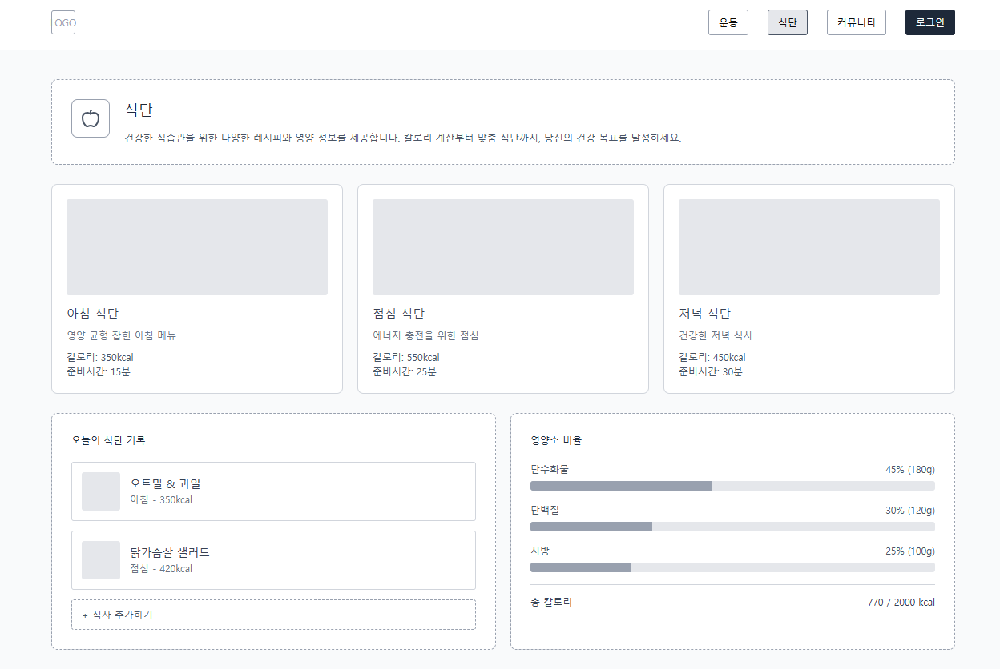 LOGO
운동
식단
커뮤니티
로그인
식단
건강한 식습관을 위한 다양한 레시피와 영양 정보를 제공합니다. 칼로리 계산부터 맞춤 식단까지, 당신의 건강 목표를 달성하세요.
아침 식단
영양 균형 잡힌 아침 메뉴
칼로리: 350kcal
준비시간: 15분
점심 식단
에너지 충전을 위한 점심
칼로리: 550kcal
준비시간: 25분
저녁 식단
건강한 저녁 식사
칼로리: 450kcal
준비시간: 30분
오늘의 식단 기록
오트밀 & 과일
아침 - 350kcal
닭가슴살 샐러드
점심 - 420kcal
+ 식사 추가하기
영양소 비율
탄수화물 45% (180g)
단백질 30% (120g)
지방 25% (100g)
총 칼로리 770 / 2000 kcal